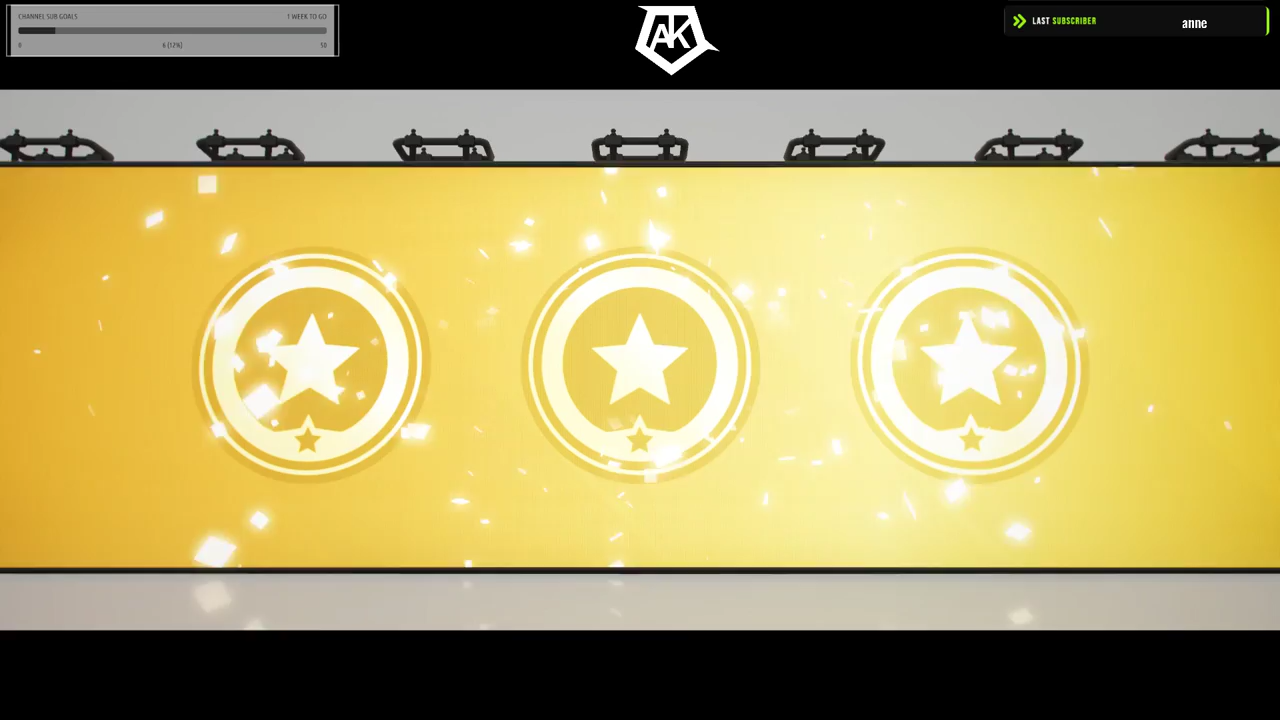 CHANNEL SUB GOALS 1 WEEK TO GO
0 6 (12%) 50
AK
LAST SUBSCRIBER anne